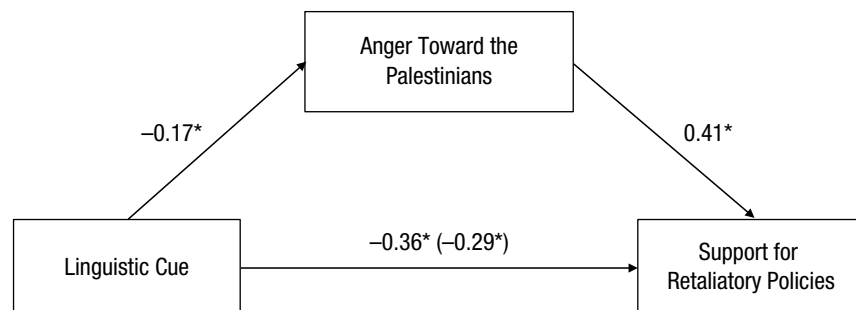 Anger Toward the
Palestinians
–0.17*
0.41*
–0.36* (–0.29*)
Linguistic Cue
Support for
Retaliatory Policies